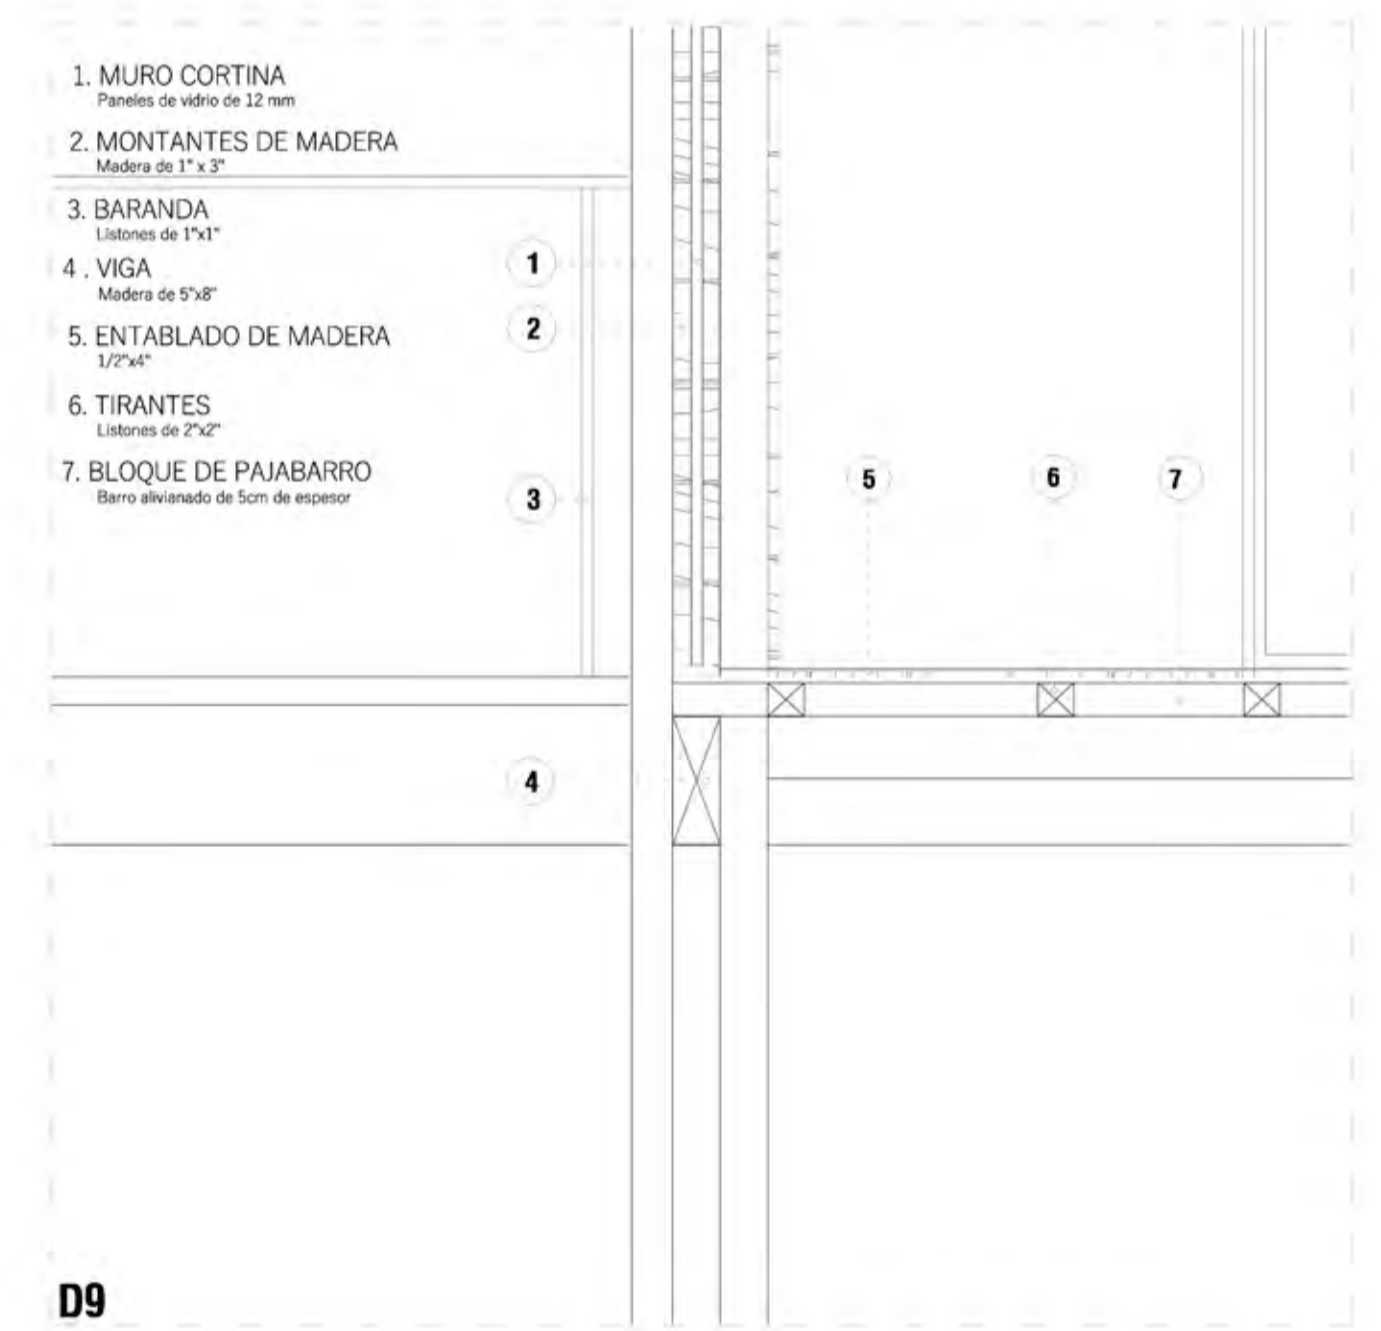 1. MURO CORTINA
Paneles de vidrio de 12 mm
2. MONTANTES DE MADERA
Madera de 1" x 3"
3. BARANDA
Listones de 1"x1"
4 . VIGA
Madera de 5"x8"
5. ENTABLADO DE MADERA
1/2"x4"
6. TIRANTES
Listones de 2"x2"
7. BLOQUE DE PAJABARRO
Barro alivianado de 5cm de espesor
1
2
3
5
6
7
4
D9